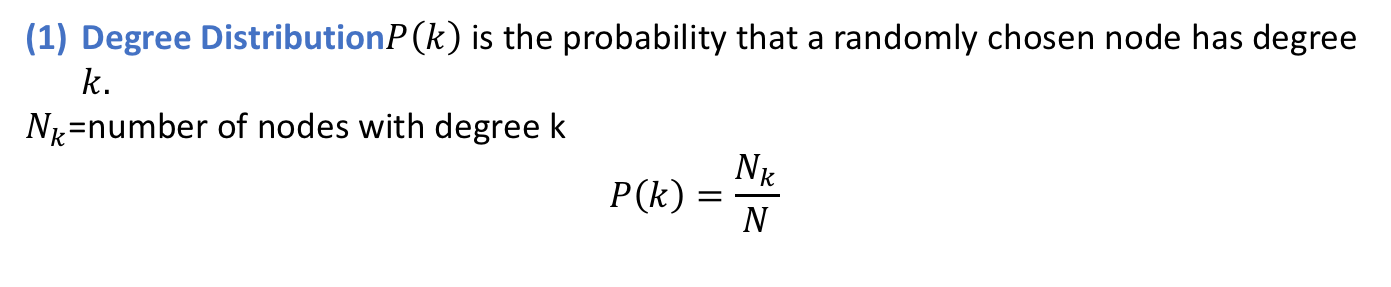 (1) Degree DistributionP(k) is the probability that a randomly chosen node has degree
k.
N_k=number of nodes with degree k
P(k) = N_k / N